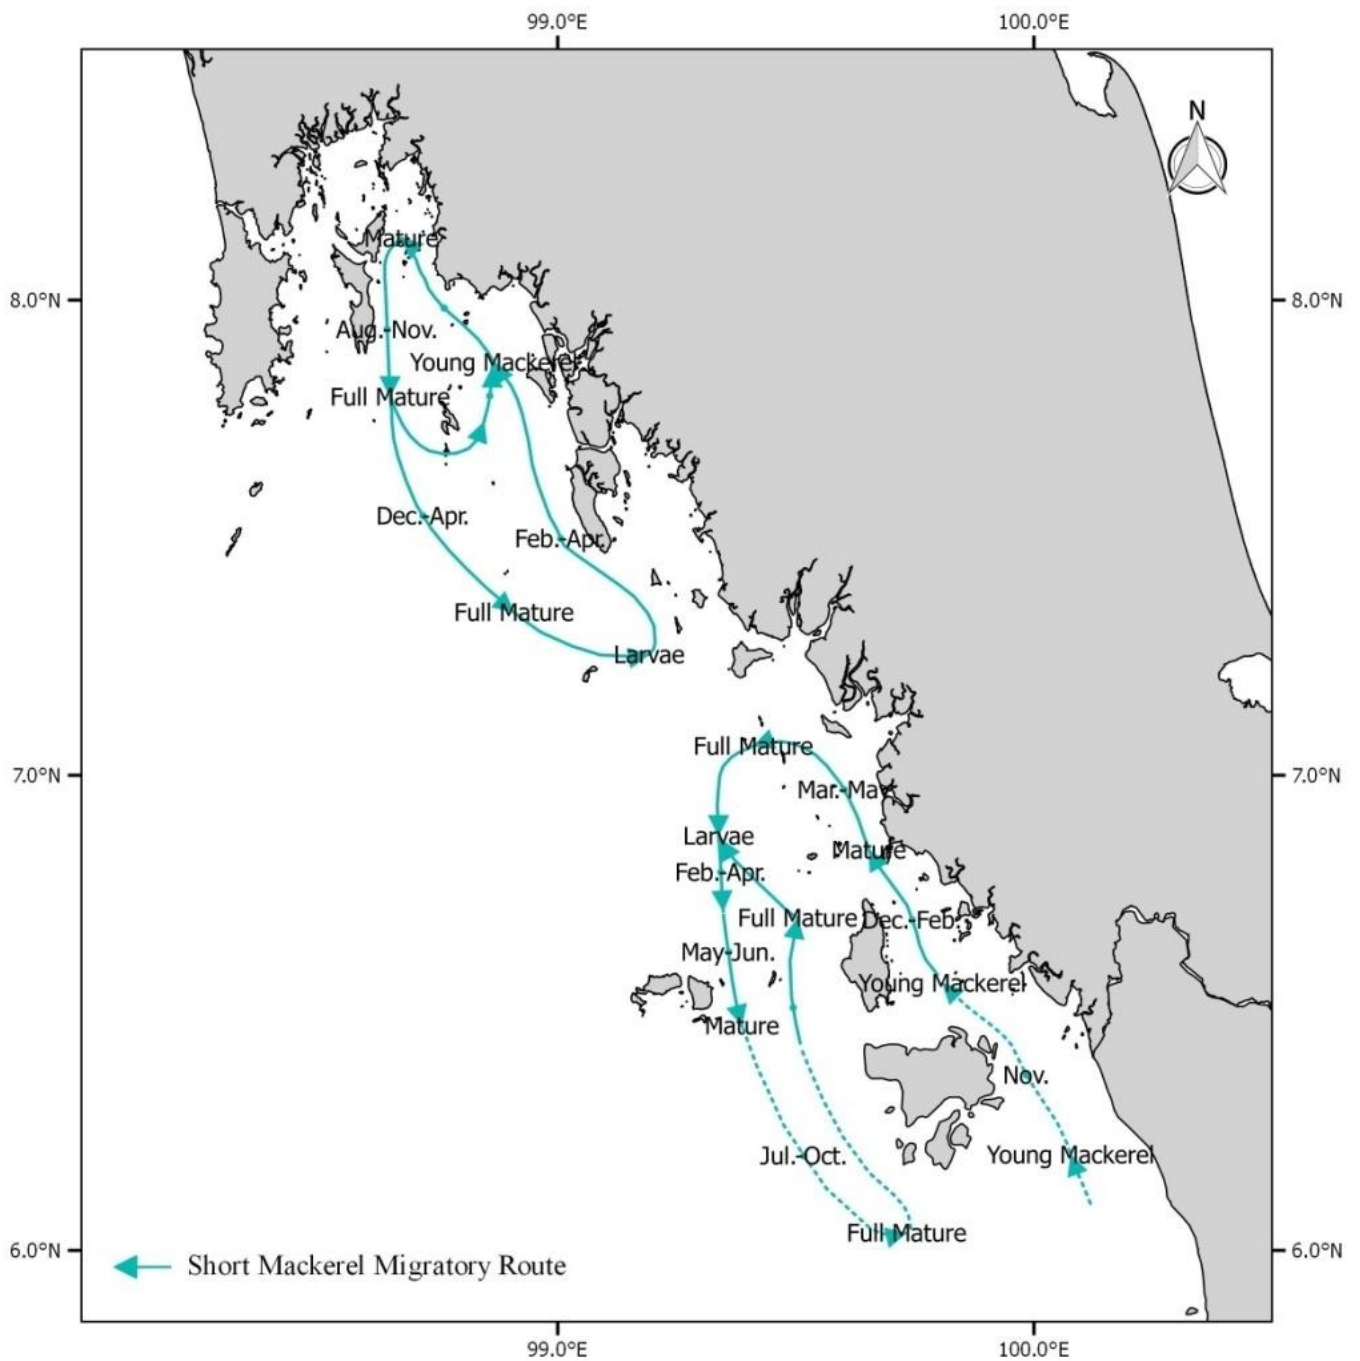 99.0°E
100.0°E
N
Mature
8.0°N
8.0°N
Aug.-Nov.
Young Mackerel
Full Mature
Dec.-Apr.
Feb.-Apr.
Full Mature
Larvae
Full Mature
7.0°N
7.0°N
Mar.-May
Larvae
Mature
Feb.-Apr.
Full Mature
Dec.-Feb.
May-Jun.
Young Mackerel
Mature
Nov.
Jul.-Oct.
Young Mackerel
Full Mature
6.0°N
6.0°N
Short Mackerel Migratory Route
99.0°E
100.0°E